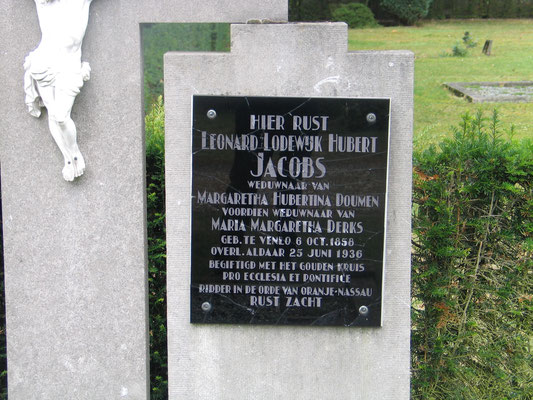 HIER RUST
LEONARD LODEWIJK HUBERT
JACOBS
WEDUWNAAR VAN
MARGARETHA HUBERTINA DOUMEN
VOORDIEN WEDUWNAAR VAN
MARIA MARGARETHA DERKS
GEB. TE VENLO 6 OCT. 1858
OVERL. ALDAAR 25 JUNI 1936
BEGIFTIGD MET HET GOUDEN KRUIS
PRO ECCLESIA ET PONTIFICE
RIDDER IN DE ORDE VAN ORANJE-NASSAU
RUST ZACHT